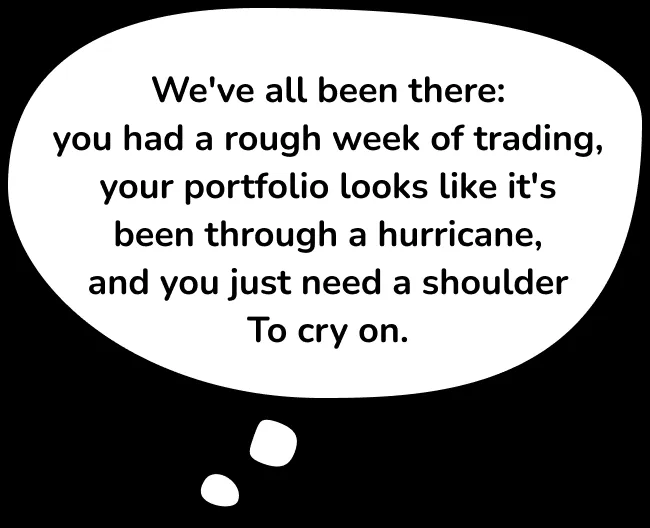 We've all been there:
you had a rough week of trading,
your portfolio looks like it's
been through a hurricane,
and you just need a shoulder
To cry on.